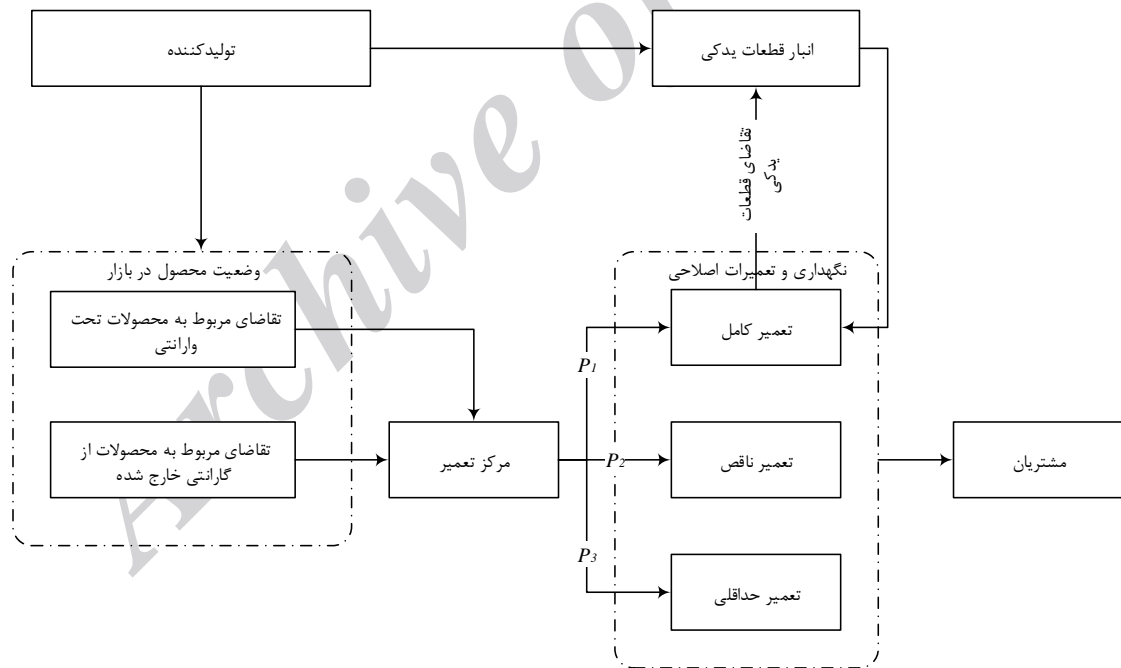 تولیدکننده
انبار قطعات یدکی
تقاضای قطعات
یدکی
وضعیت محصول در بازار
تقاضای مربوط به محصولات تحت
وارانتی
تقاضای مربوط به محصولات از
گارانتی خارج شده
مرکز تعمیر
P1
P2
P3
نگهداری و تعمیرات اصلاحی
تعمیر کامل
تعمیر ناقص
تعمیر حداقلی
مشتریان
Archive o